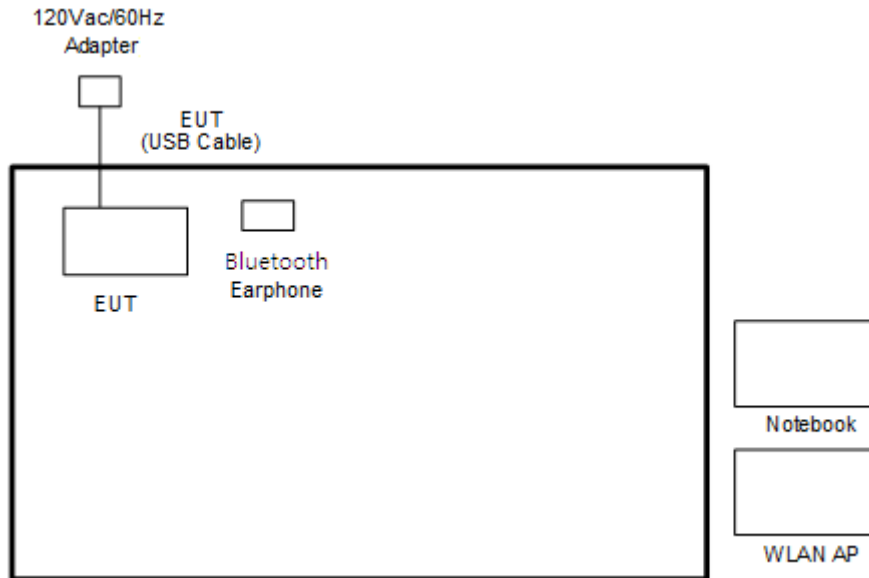 120Vac/60Hz
Adapter
EUT
(USB Cable)
EUT
Bluetooth
Earphone
Notebook
WLAN AP